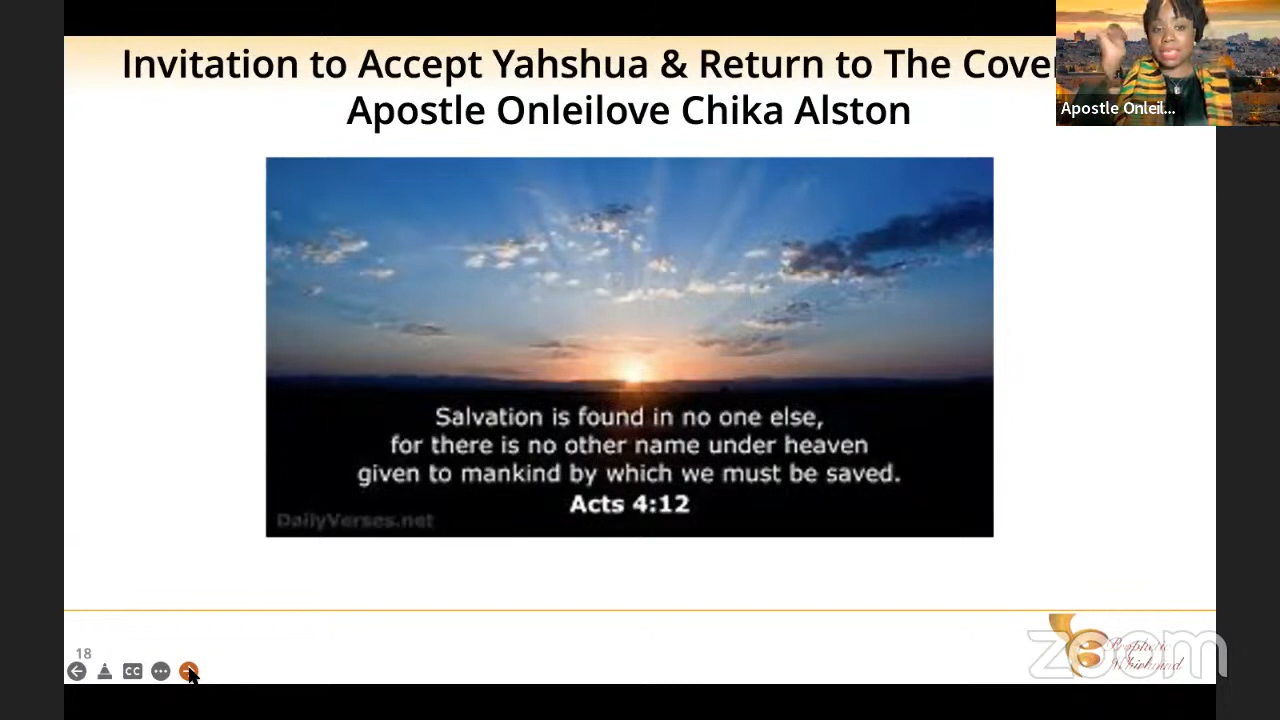 Invitation to Accept Yahshua & Return to The Cove
Apostle Onleilove Chika Alston
Apostle Onleil...
Salvation is found in no one else,
for there is no other name under heaven
given to mankind by which we must be saved.
Acts 4:12
DailyVerses.net
18
CC
zoom
Prophetic
Whirlwind